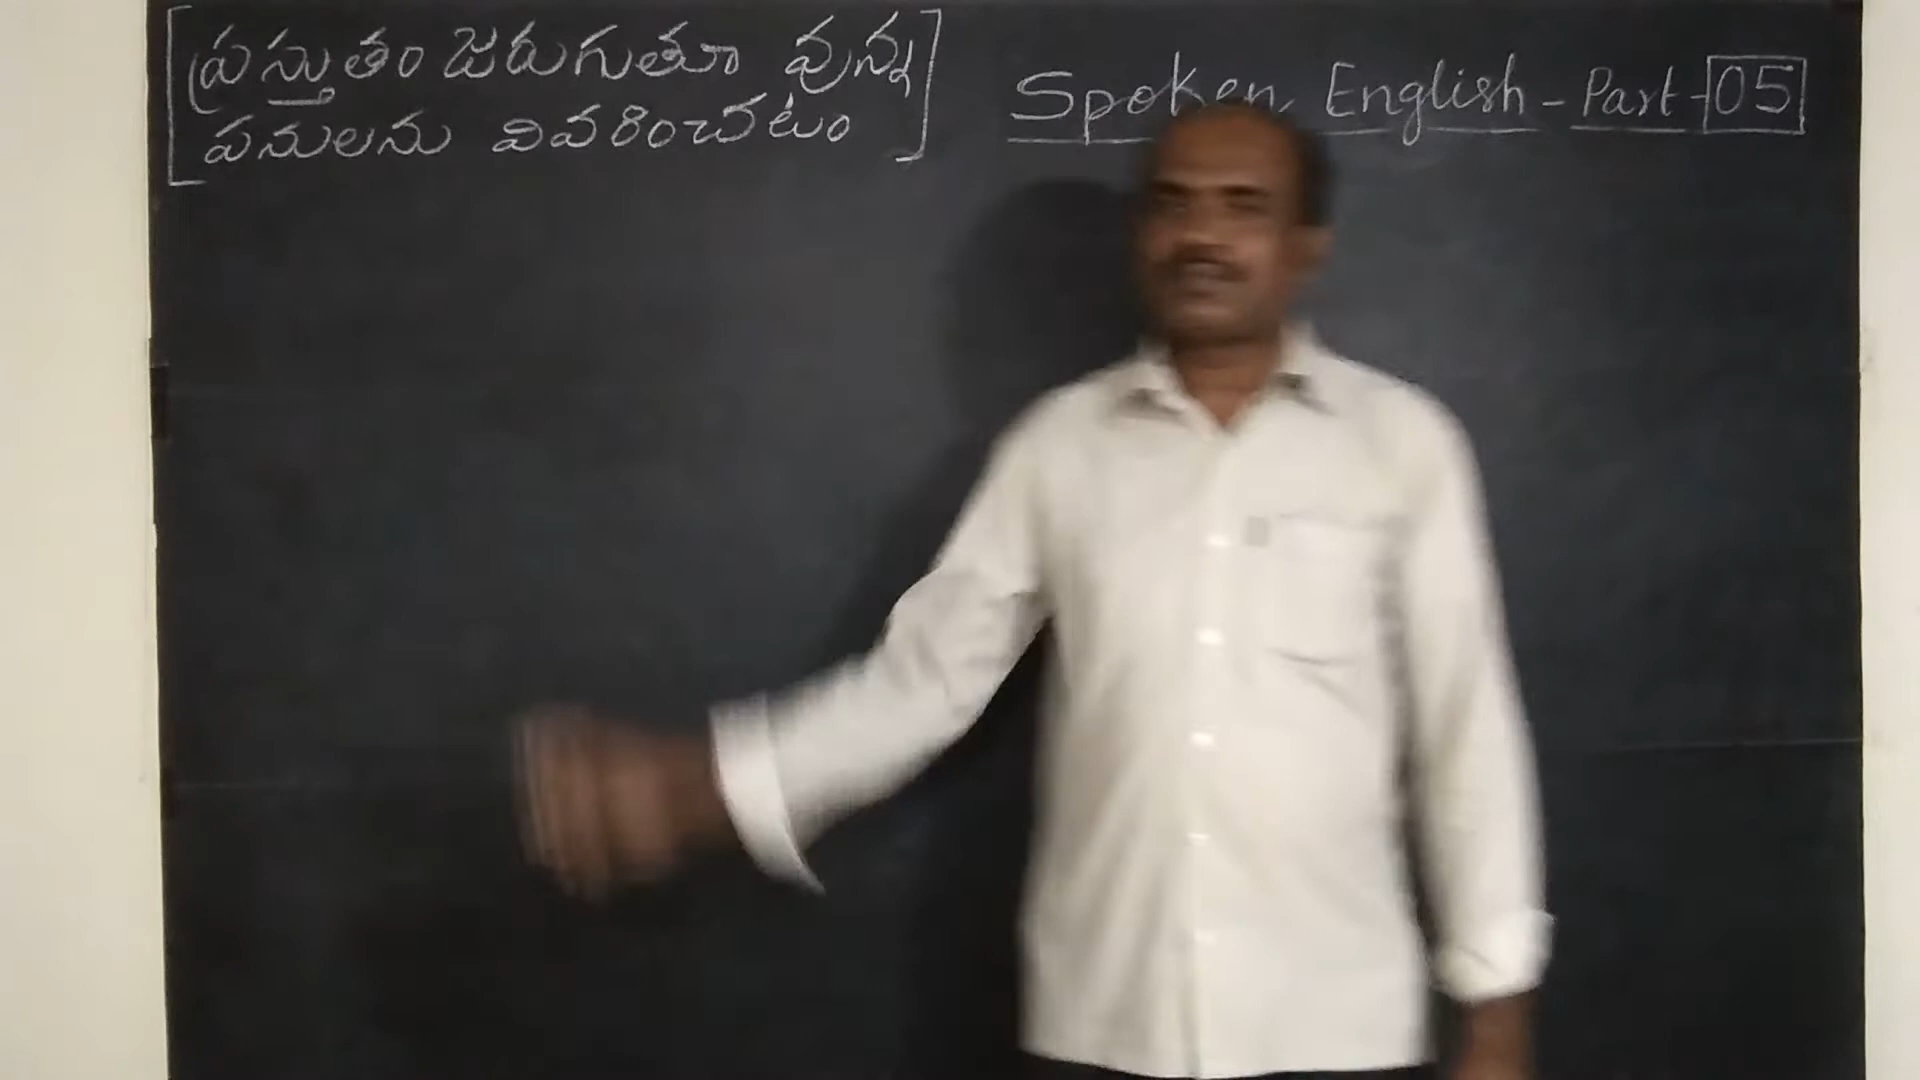 [ప్రస్తుతం జరుగుతూ వున్న
పనులను వివరించటం]
Spoken English - Part - 05